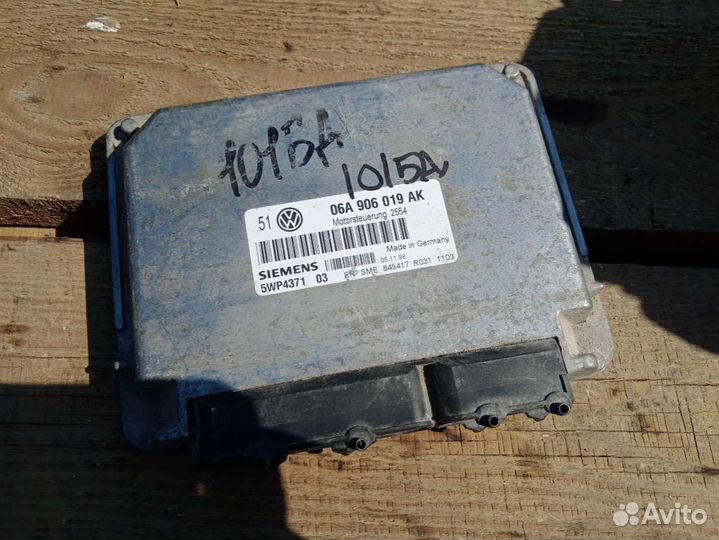 1015A
1015A
51 06A 906 019 AK
Motorsteuerung 2554
Made in Germany
SIEMENS 05.11.98
5WP4371 03 EK SME 845417 R031 1103
Avito